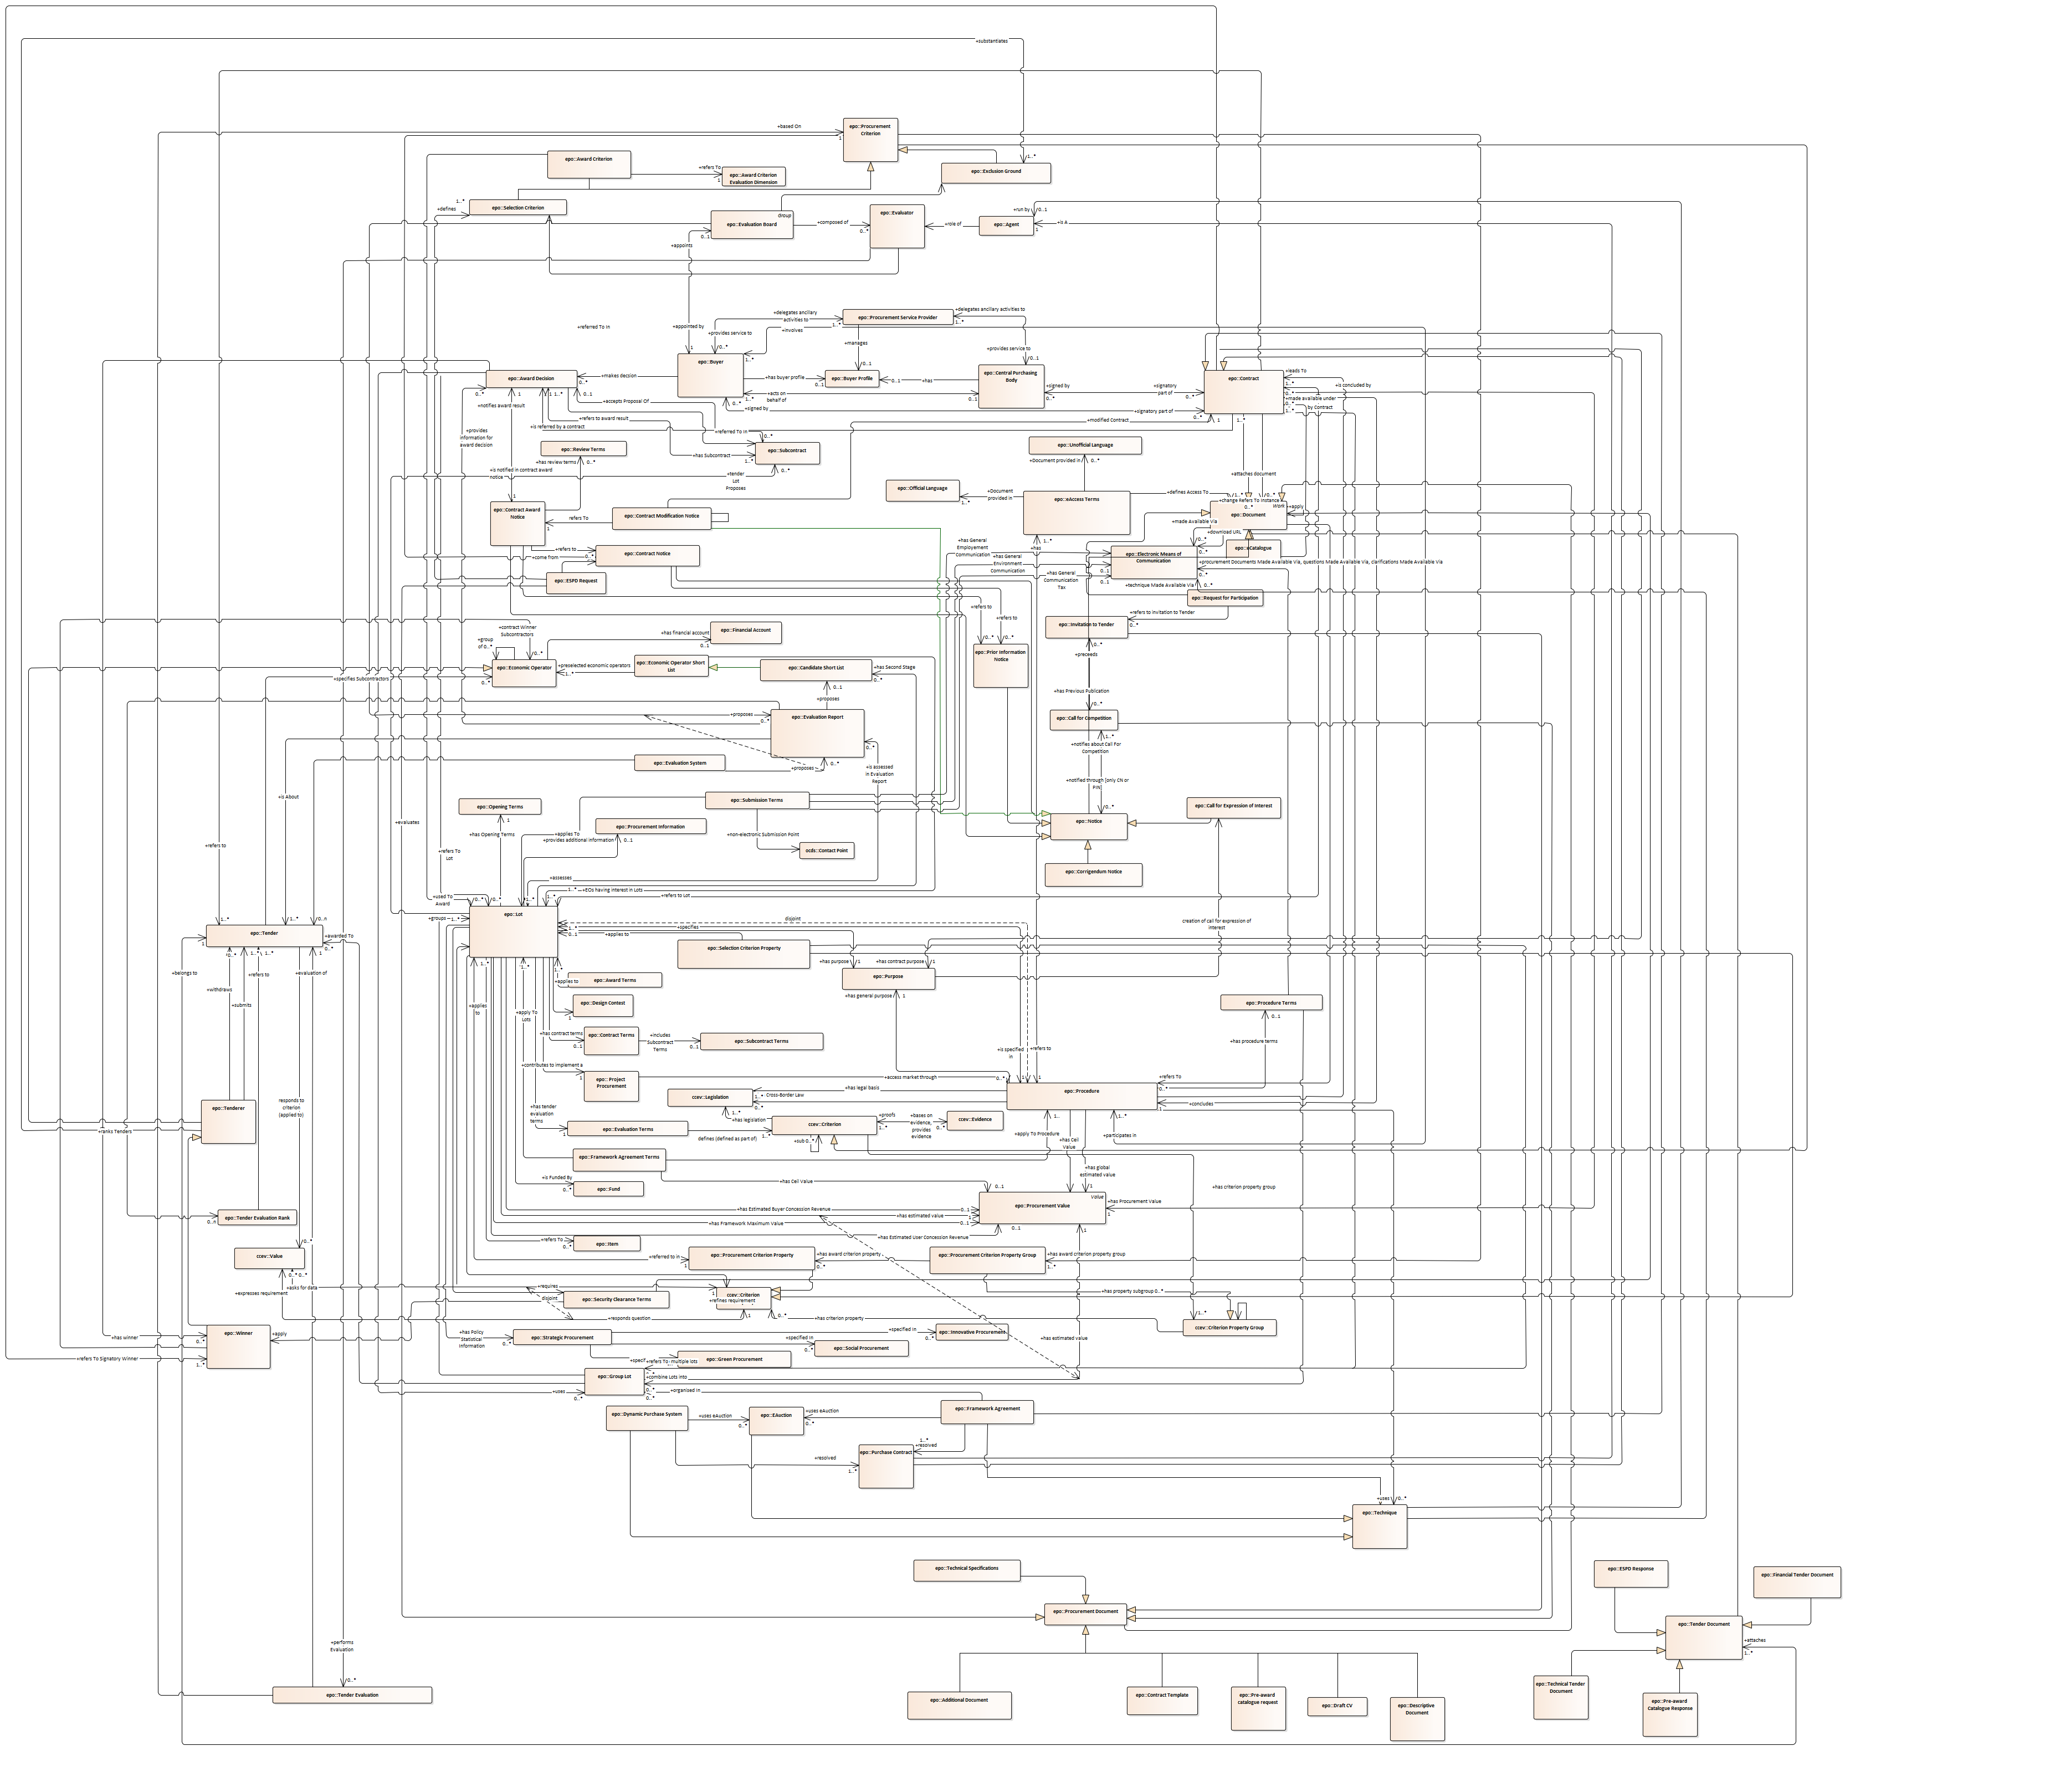 +substantiates
+based On
1
epo::Procurement
Criterion
epo::Award Criterion
+refers To
1
epo::Award Criterion
Evaluation Dimension
1..*
epo::Exclusion Ground
1..*
+defines
epo::Selection Criterion
Group
epo::Evaluation Board
0..1
+composed of
0..*
epo::Evaluator
+role of
epo::Agent
+run by
0..1
+is A
1
+appoints
+delegates ancillary
activities to
epo::Procurement Service Provider
+delegates ancillary activities to
1..*
+referred To In
+appointed by
+provides service to
+involves
+manages
+provides service to
epo::Buyer
epo::Award Decision
+makes decsion
+has buyer profile
epo::Buyer Profile
+has
epo::Central Purchasing
Body
+acts on
behalf of
+signed by
+signatory
part of
epo::Contract
+leads To
+is concluded by
+made available under
by Contract
+signed by
+signatory part of
+modified Contract
+notifies award result
+accepts Proposal Of
+refers to award result
+is referred by a contract
+referred To In
+provides
information for
award decision
epo::Review Terms
+has review terms
0..*
+has Subcontract
epo::Subcontract
+is notified in contract award
notice
+tender
Lot
Proposes
epo::Unofficial Language
+Document provided in
0..*
+attaches document
epo::Official Language
+Document
provided in
1..*
epo::eAccess Terms
+defines Access To
+change Refers To Instance
epo::Document
+apply
epo::Contract Award
Notice
refers To
epo::Contract Modification Notice
+made Available Via
+download URL
epo::eCatalogue
+refers to
+come from
epo::Contract Notice
+has General
Employement
Communication
+has General
Environment
Communication
+has
epo::Electronic Means of
Communication
+procurement Documents Made Available Via, questions Made Available Via, clarifications Made Available Via
epo::ESPD Request
+has General
Communication
Tax
+technique Made Available Via
epo::Request for Participation
+refers to
+refers to
+refers to Invitation to Tender
epo::Invitation to Tender
+contract Winner
Subcontractors
epo::Financial Account
+has financial account
0..1
+group
of 0..*
epo::Economic Operator
+preselected economic operators
epo::Economic Operator Short
List
epo::Candidate Short List
+has Second Stage
epo::Prior Information
Notice
+preceeds
+specifies Subcontractors
+has Previous Publication
+proposes
+proposes
epo::Evaluation Report
epo::Call for Competition
+notifies about Call For
Competition
epo::Evaluation System
+proposes
+is assessed
in Evaluation
Report
+notified through (only CN or
PIN)
+is About
epo::Opening Terms
epo::Submission Terms
epo::Call for Expression of Interest
+evaluates
+has Opening Terms
epo::Procurement Information
+applies To
+provides additional information
0..1
+non-electronic Submission Point
ocds::Contact Point
epo::Notice
+refers to
+refers To
Lot
epo::Corrigendum Notice
+assesses
+EOs having interest in Lots
+refers to Lot
+used To
Award
+groups
epo::Lot
disjoint
+specifies
+applies to
creation of call for expression of
interest
epo::Tender
+awarded To
epo::Selection Criterion Property
+has purpose
+has contract purpose
+belongs to
+refers to
+evaluation of
+withdraws
+submits
epo::Award Terms
+applies to
epo::Purpose
+has general purpose
epo::Design Contest
epo::Procedure Terms
+applies
to
+apply To
Lots
+has contract terms
epo::Contract Terms
+includes
Subcontract
Terms
epo::Subcontract Terms
+is specified
in
+refers to
+has procedure terms
+contributes to implement a
epo:: Project
Procurement
+access market through
+refers To
epo::Procedure
+has legal basis
ccev::Legislation
Cross-Border Law
+concludes
epo::Tenderer
responds to
criterion
(applied to)
+has tender
evaluation
terms
+ranks Tenders
epo::Evaluation Terms
+has legislation
defines (defined as part of)
ccev::Criterion
+sub 0..*
+proofs
+bases on
evidence,
provides
evidence
ccev::Evidence
+apply To Procedure
+has Ceil
Value
+participates in
epo::Framework Agreement Terms
+has global
estimated value
+is Funded By
epo::Fund
+has Ceil Value
+has criterion property group
Value
epo::Procurement Value
+has Procurement Value
epo::Tender Evaluation Rank
+has Estimated Buyer Concession Revenue
+has estimated value
+has Framework Maximum Value
+has Estimated User Concession Revenue
+refers To
epo::Item
ccev::Value
+referred to in
epo::Procurement Criterion Property
+has award criterion property
epo::Procurement Criterion Property Group
+has award criterion property group
+expresses requirement
+asks for data
+requires
disjoint
epo::Security Clearance Terms
ccev::Criterion
+refines requirement
+has property subgroup 0..*
+responds question
+has criterion property
ccev::Criterion Property Group
epo::Winner
+has winner
+apply
+refers To Signatory Winner
+has Policy
Statistical
Information
epo::Strategic Procurement
+specified in
epo::Innovative Procurement
+specified in
epo::Social Procurement
+has estimated value
epo::Green Procurement
+refers To- multiple lots
epo::Group Lot
+combine Lots into
+uses
+organised in
epo::Dynamic Purchase System
+uses eAuction
epo::EAuction
+uses eAuction
epo::Framework Agreement
+resolved
+resolved
epo::Purchase Contract
+uses
epo::Technique
epo::Technical Specifications
epo::ESPD Response
epo::Financial Tender Document
epo::Procurement Document
epo::Tender Document
+performs
Evaluation
+attaches
epo::Tender Evaluation
epo::Additional Document
epo::Contract Template
epo::Pre-award
catalogue request
epo::Draft CV
epo::Descriptive
Document
epo::Technical Tender
Document
epo::Pre-award
Catalogue Response